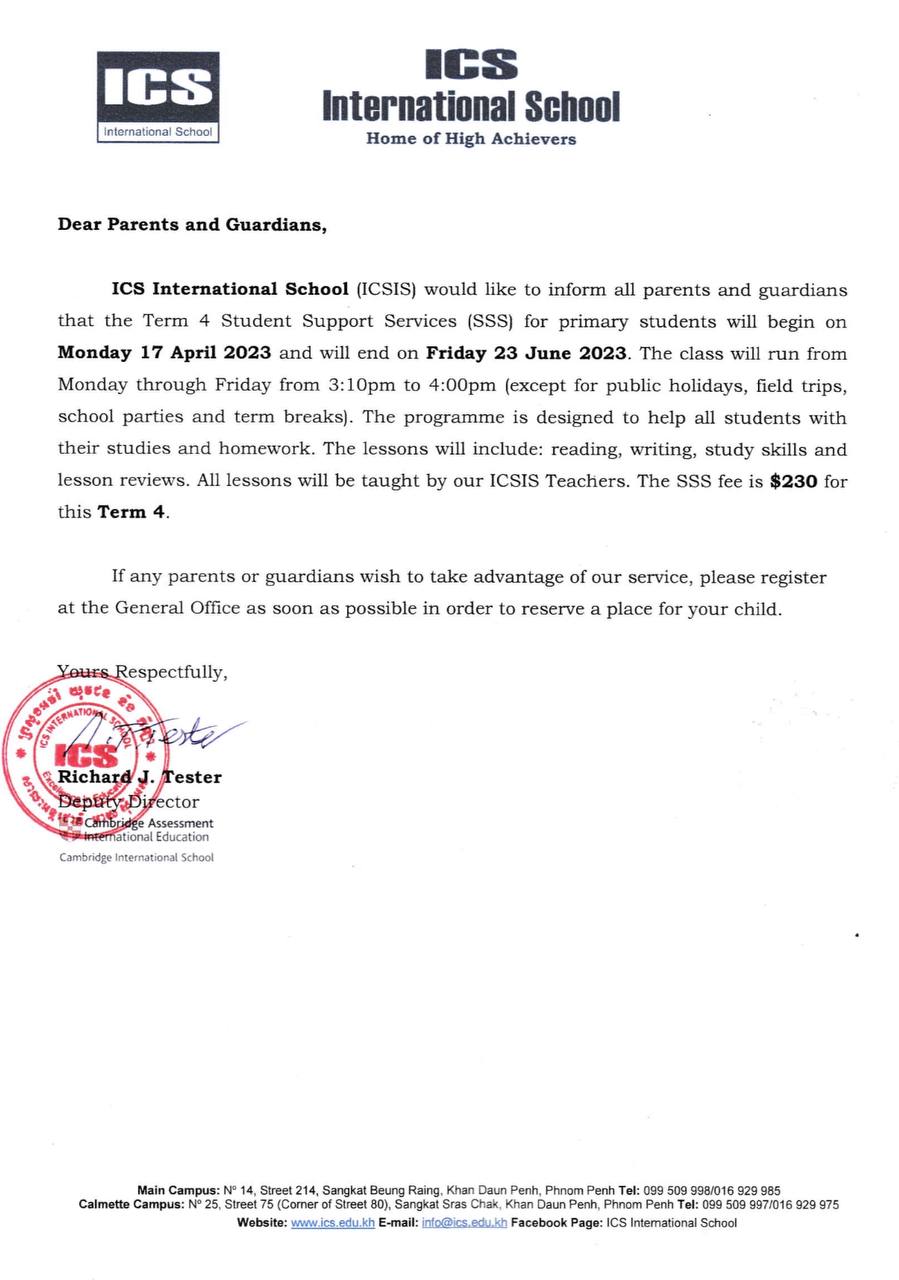 ICS
International School
ICS
International School
Home of High Achievers
Dear Parents and Guardians,
ICS International School (ICSIS) would like to inform all parents and guardians
that the Term 4 Student Support Services (SSS) for primary students will begin on
Monday 17 April 2023 and will end on Friday 23 June 2023. The class will run from
Monday through Friday from 3:10pm to 4:00pm (except for public holidays, field trips,
school parties and term breaks). The programme is designed to help all students with
their studies and homework. The lessons will include: reading, writing, study skills and
lesson reviews. All lessons will be taught by our ICSIS Teachers. The SSS fee is $230 for
this Term 4.
If any parents or guardians wish to take advantage of our service, please register
at the General Office as soon as possible in order to reserve a place for your child.
Yours Respectfully,
ICS INTERNATIONAL SCHOOL
ICS
Excellence in Education
Richard J. Tester
Deputy Director
Cambridge Assessment
International Education
Cambridge International School
Main Campus: Nº 14, Street 214, Sangkat Beung Raing, Khan Daun Penh, Phnom Penh Tel: 099 509 998/016 929 985
Calmette Campus: Nº 25, Street 75 (Corner of Street 80), Sangkat Sras Chak, Khan Daun Penh, Phnom Penh Tel: 099 509 997/016 929 975
Website: www.ics.edu.kh E-mail: info@ics.edu.kh Facebook Page: ICS International School